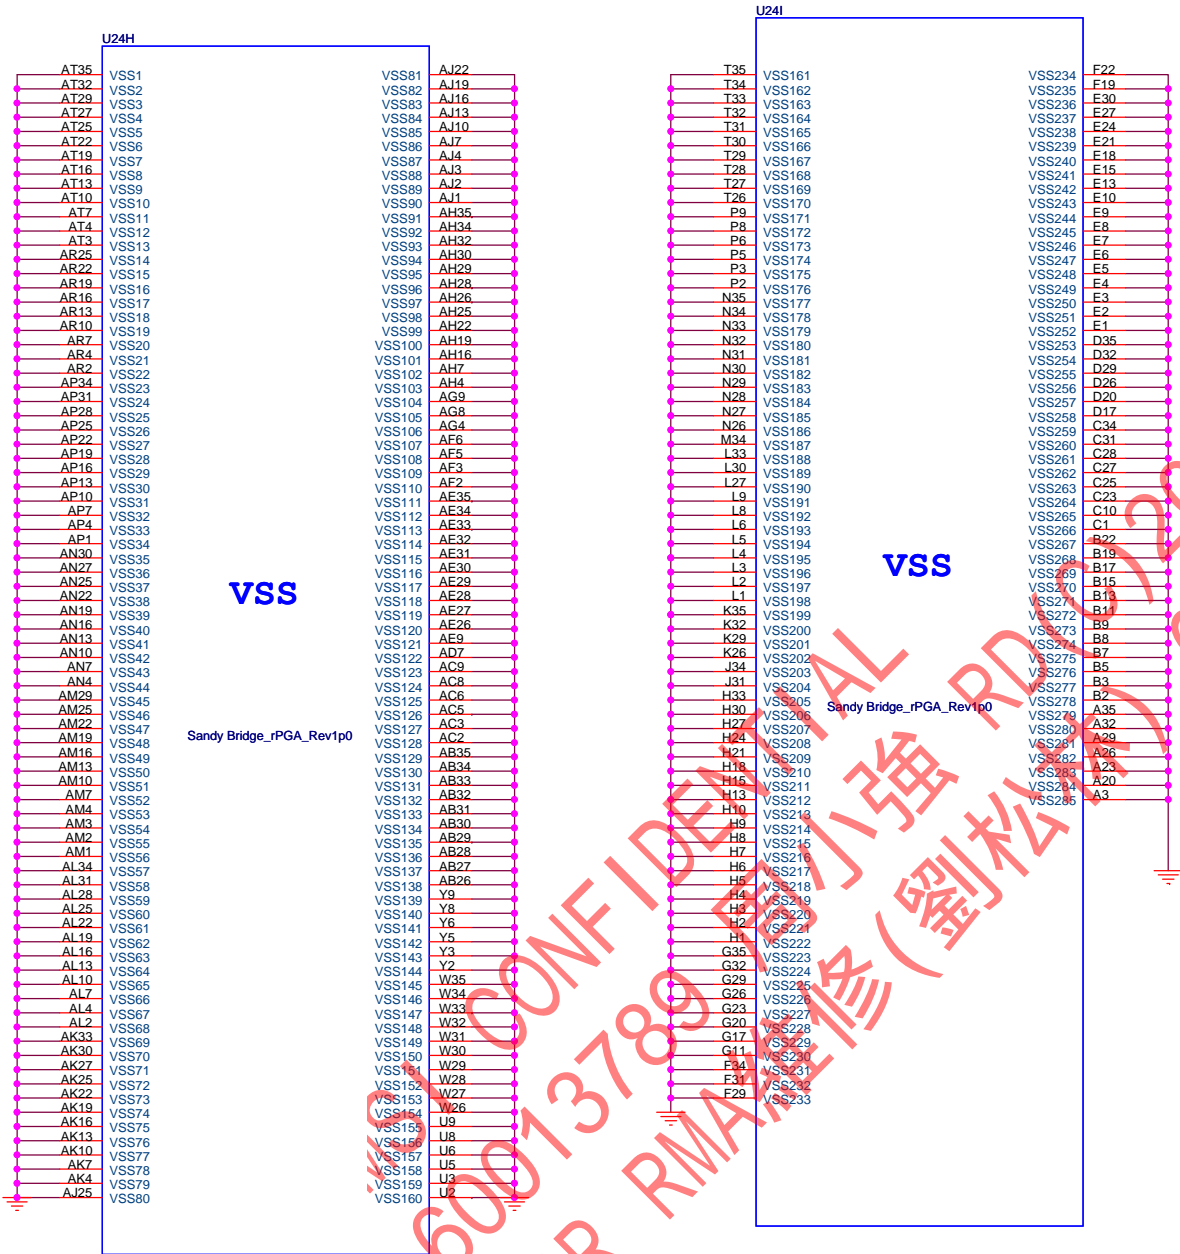 U24H
AT35 VSS1 VSS81 AJ22
AT32 VSS2 VSS82 AJ19
AT29 VSS3 VSS83 AJ16
AT27 VSS4 VSS84 AJ13
AT25 VSS5 VSS85 AJ10
AT22 VSS6 VSS86 AJ7
AT19 VSS7 VSS87 AJ4
AT16 VSS8 VSS88 AJ3
AT13 VSS9 VSS89 AJ2
AT10 VSS10 VSS90 AJ1
AT7 VSS11 VSS91 AH35
AT4 VSS12 VSS92 AH34
AT3 VSS13 VSS93 AH32
AR25 VSS14 VSS94 AH30
AR22 VSS15 VSS95 AH29
AR19 VSS16 VSS96 AH28
AR16 VSS17 VSS97 AH26
AR13 VSS18 VSS98 AH25
AR10 VSS19 VSS99 AH22
AR7 VSS20 VSS100 AH19
AR4 VSS21 VSS101 AH16
AR2 VSS22 VSS102 AH7
AP34 VSS23 VSS103 AH4
AP31 VSS24 VSS104 AG9
AP28 VSS25 VSS105 AG8
AP25 VSS26 VSS106 AG4
AP22 VSS27 VSS107 AF6
AP19 VSS28 VSS108 AF5
AP16 VSS29 VSS109 AF3
AP13 VSS30 VSS110 AF2
AP10 VSS31 VSS111 AE35
AP7 VSS32 VSS112 AE34
AP4 VSS33 VSS113 AE33
AP1 VSS34 VSS114 AE32
AN30 VSS35 VSS115 AE31
AN27 VSS36 VSS116 AE30
AN25 VSS37 VSS117 AE29
AN22 VSS38 VSS118 AE28
AN19 VSS39 VSS119 AE27
AN16 VSS40 VSS120 AE26
AN13 VSS41 VSS121 AE9
AN10 VSS42 VSS122 AD7
AN7 VSS43 VSS123 AC9
AN4 VSS44 VSS124 AC8
AM29 VSS45 VSS125 AC6
AM25 VSS46 VSS126 AC5
AM22 VSS47 VSS127 AC3
AM19 VSS48 VSS128 AC2
AM16 VSS49 VSS129 AB35
AM13 VSS50 VSS130 AB34
AM10 VSS51 VSS131 AB33
AM7 VSS52 VSS132 AB32
AM4 VSS53 VSS133 AB31
AM3 VSS54 VSS134 AB30
AM2 VSS55 VSS135 AB29
AM1 VSS56 VSS136 AB28
AL34 VSS57 VSS137 AB27
AL31 VSS58 VSS138 AB26
AL28 VSS59 VSS139 Y9
AL25 VSS60 VSS140 Y8
AL22 VSS61 VSS141 Y6
AL19 VSS62 VSS142 Y5
AL16 VSS63 VSS143 Y3
AL13 VSS64 VSS144 Y2
AL10 VSS65 VSS145 W35
AL7 VSS66 VSS146 W34
AL4 VSS67 VSS147 W33
AL2 VSS68 VSS148 W32
AK33 VSS69 VSS149 W31
AK30 VSS70 VSS150 W30
AK27 VSS71 VSS151 W29
AK25 VSS72 VSS152 W28
AK22 VSS73 VSS153 W27
AK19 VSS74 VSS154 W26
AK16 VSS75 VSS155 U9
AK13 VSS76 VSS156 U8
AK10 VSS77 VSS157 U6
AK7 VSS78 VSS158 U5
AK4 VSS79 VSS159 U3
AJ25 VSS80 VSS160 U2
VSS
Sandy Bridge_rPGA_Rev1p0
U24I
T35 VSS161 VSS234 F22
T34 VSS162 VSS235 F19
T33 VSS163 VSS236 E30
T32 VSS164 VSS237 E27
T31 VSS165 VSS238 E24
T30 VSS166 VSS239 E21
T29 VSS167 VSS240 E18
T28 VSS168 VSS241 E15
T27 VSS169 VSS242 E13
T26 VSS170 VSS243 E10
P9 VSS171 VSS244 E9
P8 VSS172 VSS245 E8
P6 VSS173 VSS246 E7
P5 VSS174 VSS247 E6
P3 VSS175 VSS248 E5
P2 VSS176 VSS249 E4
N35 VSS177 VSS250 E3
N34 VSS178 VSS251 E2
N33 VSS179 VSS252 E1
N32 VSS180 VSS253 D35
N31 VSS181 VSS254 D32
N30 VSS182 VSS255 D29
N29 VSS183 VSS256 D26
N28 VSS184 VSS257 D20
N27 VSS185 VSS258 D17
N26 VSS186 VSS259 C34
M34 VSS187 VSS260 C31
L33 VSS188 VSS261 C28
L30 VSS189 VSS262 C27
L27 VSS190 VSS263 C25
L9 VSS191 VSS264 C23
L8 VSS192 VSS265 C10
L6 VSS193 VSS266 C1
L5 VSS194 VSS267 B22
L4 VSS195 VSS268 B19
L3 VSS196 VSS269 B17
L2 VSS197 VSS270 B15
L1 VSS198 VSS271 B13
K35 VSS199 VSS272 B11
K32 VSS200 VSS273 B9
K29 VSS201 VSS274 B8
K26 VSS202 VSS275 B7
J34 VSS203 VSS276 B5
J31 VSS204 VSS277 B3
H33 VSS205 VSS278 B2
H30 VSS206 VSS279 A35
H27 VSS207 VSS280 A32
H24 VSS208 VSS281 A29
H21 VSS209 VSS282 A26
H18 VSS210 VSS283 A23
H15 VSS211 VSS284 A20
H13 VSS212 VSS285 A3
H10 VSS213
H9 VSS214
H8 VSS215
H7 VSS216
H6 VSS217
H5 VSS218
H4 VSS219
H3 VSS220
H2 VSS221
H1 VSS222
G35 VSS223
G32 VSS224
G29 VSS225
G26 VSS226
G23 VSS227
G20 VSS228
G17 VSS229
G11 VSS230
F34 VSS231
F31 VSS232
F29 VSS233
VSS
Sandy Bridge_rPGA_Rev1p0
MSI CONFIDENTIAL
60013789 周小強 RD(C)20
R RMA維修(劉松林)